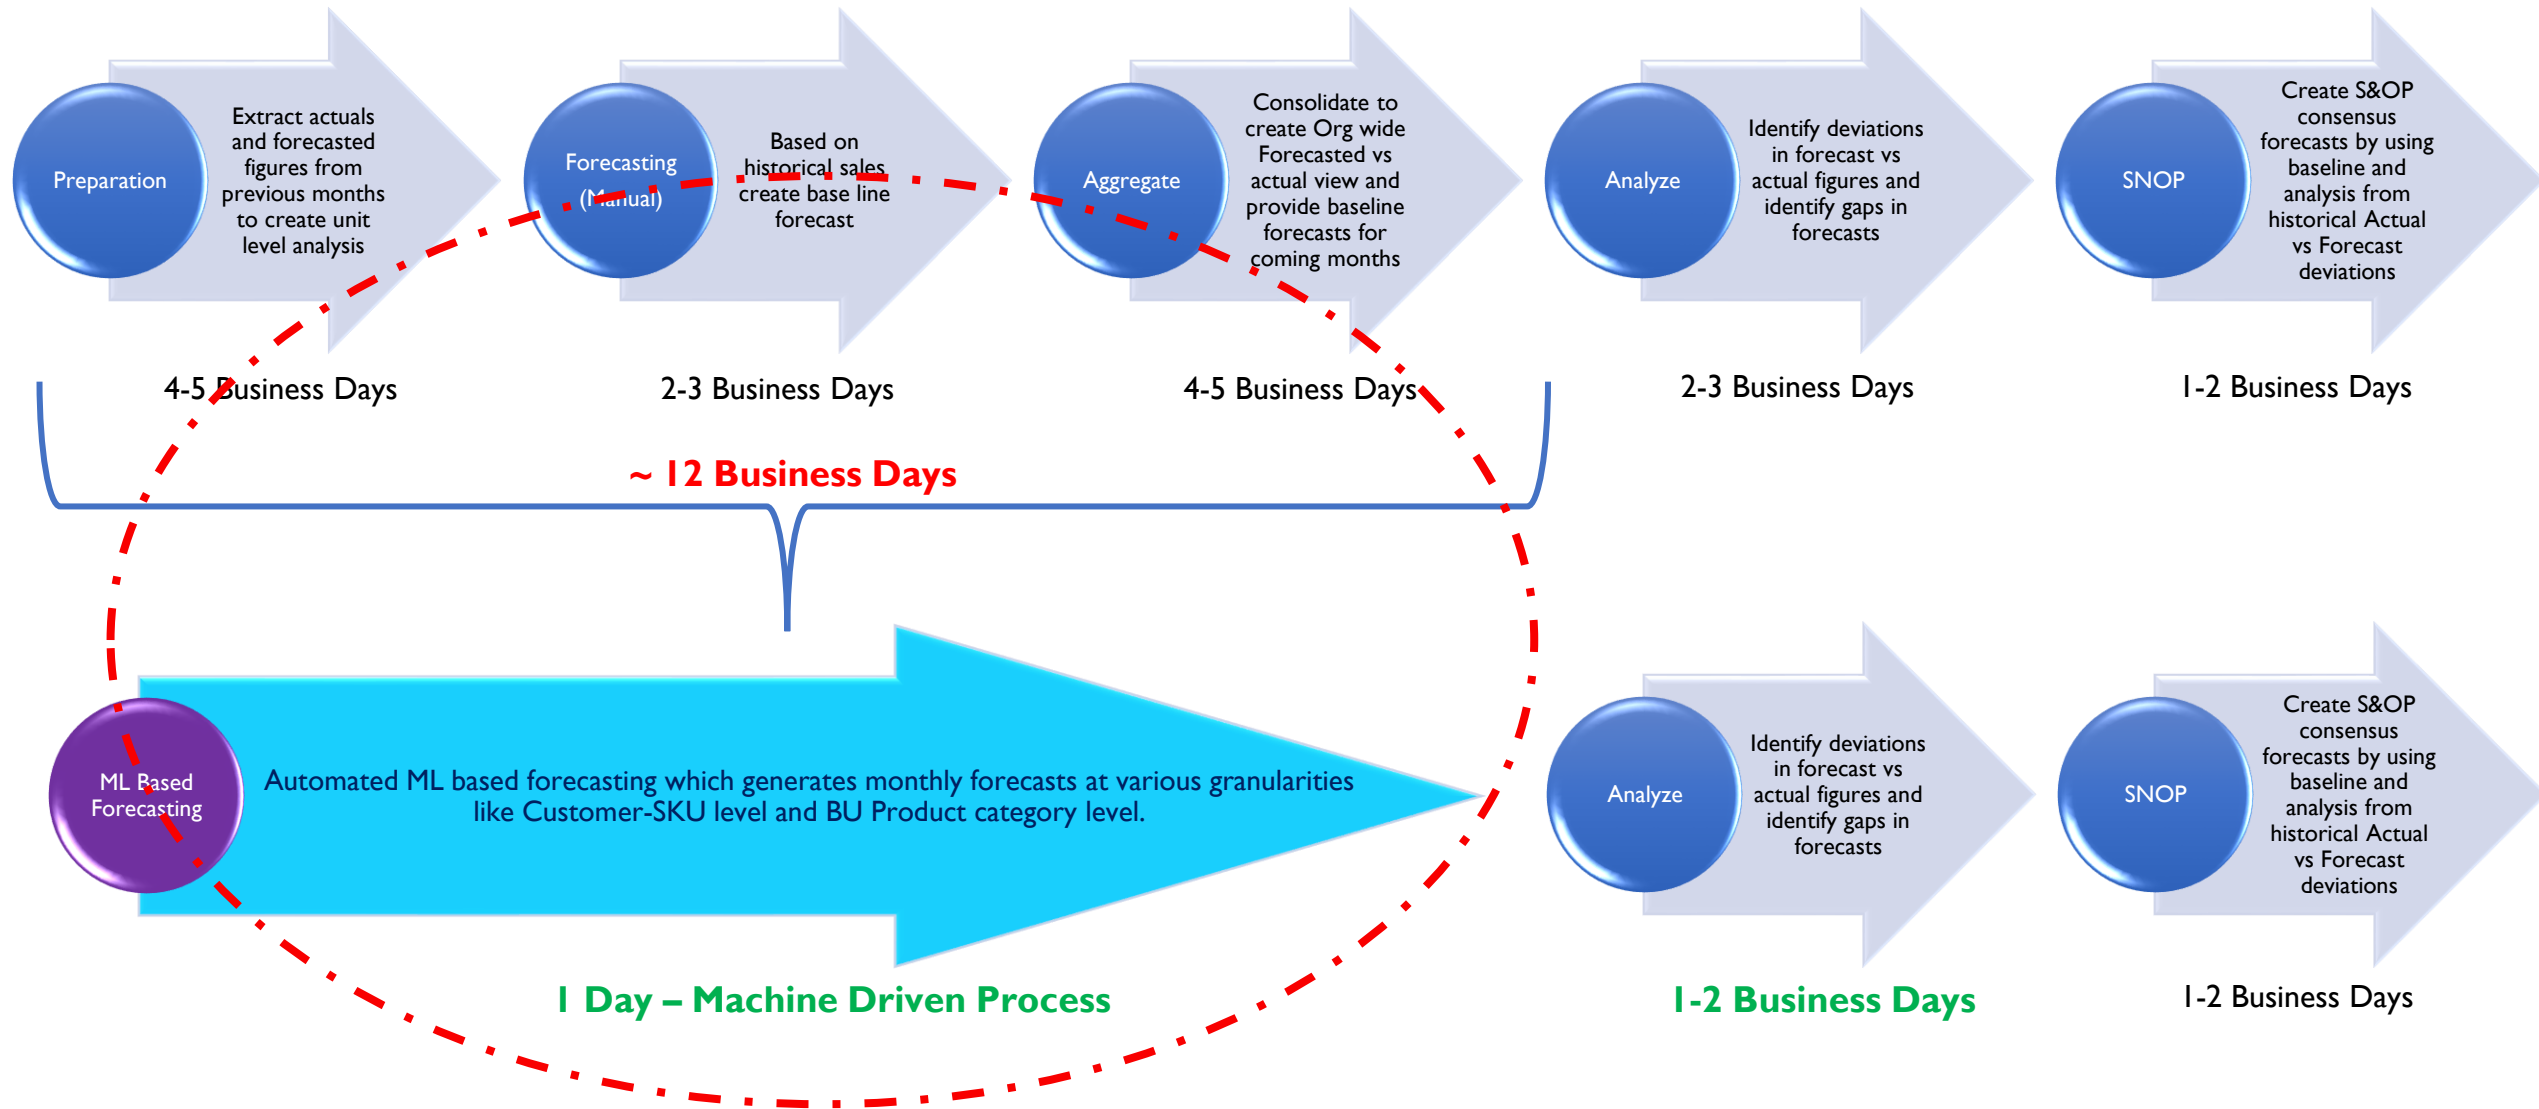 Preparation
Extract actuals
and forecasted
figures from
previous months
to create unit
level analysis
Forecasting
(Manual)
Based on
historical sales
create base line
forecast
Aggregate
Consolidate to
create Org wide
Forecasted vs
actual view and
provide baseline
forecasts for
coming months
Analyze
Identify deviations
in forecast vs
actual figures and
identify gaps in
forecasts
SNOP
Create S&OP
consensus
forecasts by using
baseline and
analysis from
historical Actual
vs Forecast
deviations
4-5 Business Days
2-3 Business Days
4-5 Business Days
2-3 Business Days
1-2 Business Days
~ 12 Business Days
ML Based
Forecasting
Automated ML based forecasting which generates monthly forecasts at various granularities
like Customer-SKU level and BU Product category level.
Analyze
Identify deviations
in forecast vs
actual figures and
identify gaps in
forecasts
SNOP
Create S&OP
consensus
forecasts by using
baseline and
analysis from
historical Actual
vs Forecast
deviations
1 Day – Machine Driven Process
1-2 Business Days
1-2 Business Days